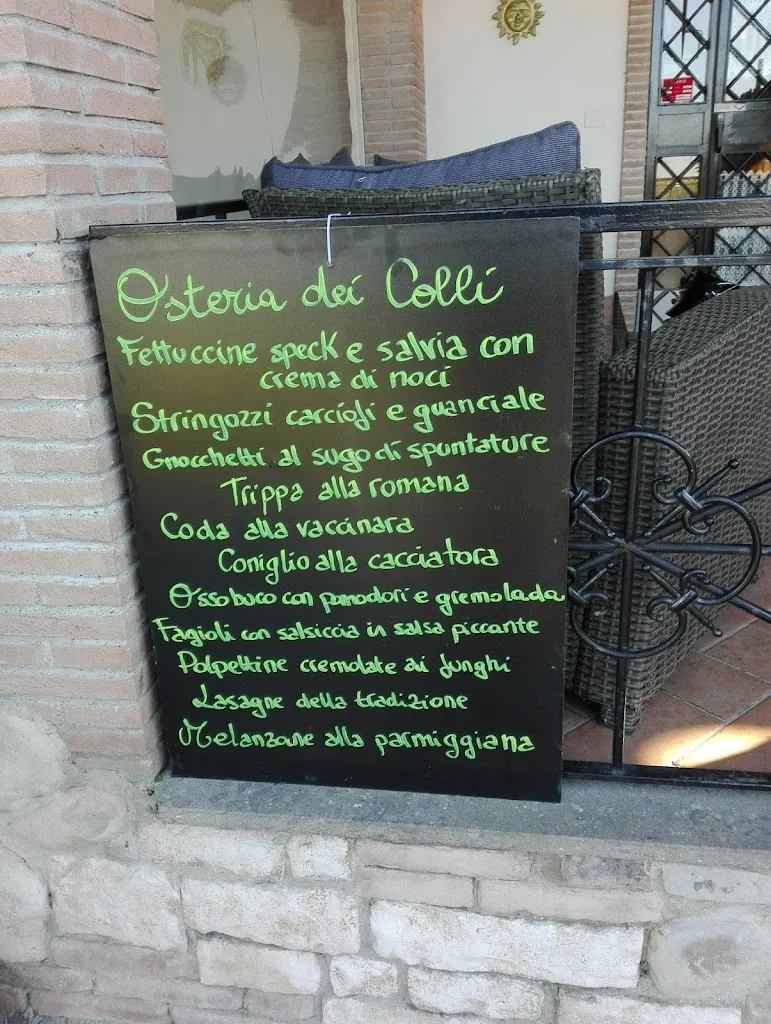 Osteria dei Colli
Fettuccine speck e salvia con
crema di noci
Stringozzi carciofi e guanciale
Gnocchetti al sugo di spuntature
Trippa alla romana
Coda alla vaccinara
Coniglio alla cacciatora
Ossobuco con pomodori e gremolada
Fagioli con salsiccia in salsa piccante
Polpettine cremolate ai funghi
Lasagne della tradizione
Melanzane alla parmiggiana